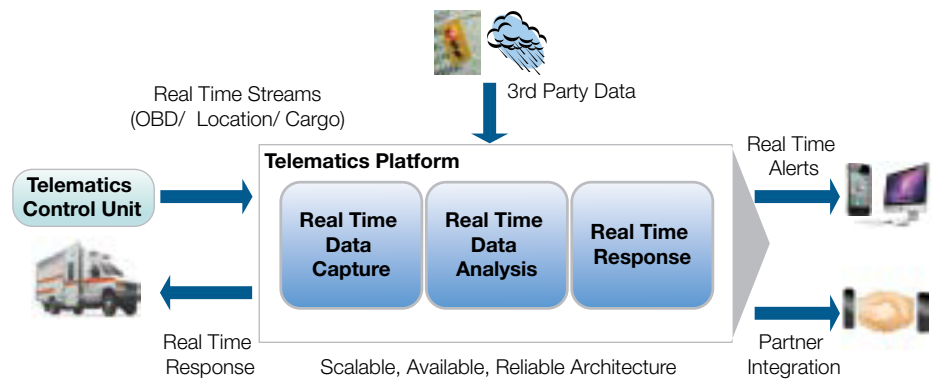 Real Time Streams
(OBD/ Location/ Cargo)
3rd Party Data
Telematics Platform
Real Time
Alerts
Telematics
Control Unit
Real Time
Data
Capture
Real Time
Data
Analysis
Real Time
Response
Real Time
Response
Partner
Integration
Scalable, Available, Reliable Architecture